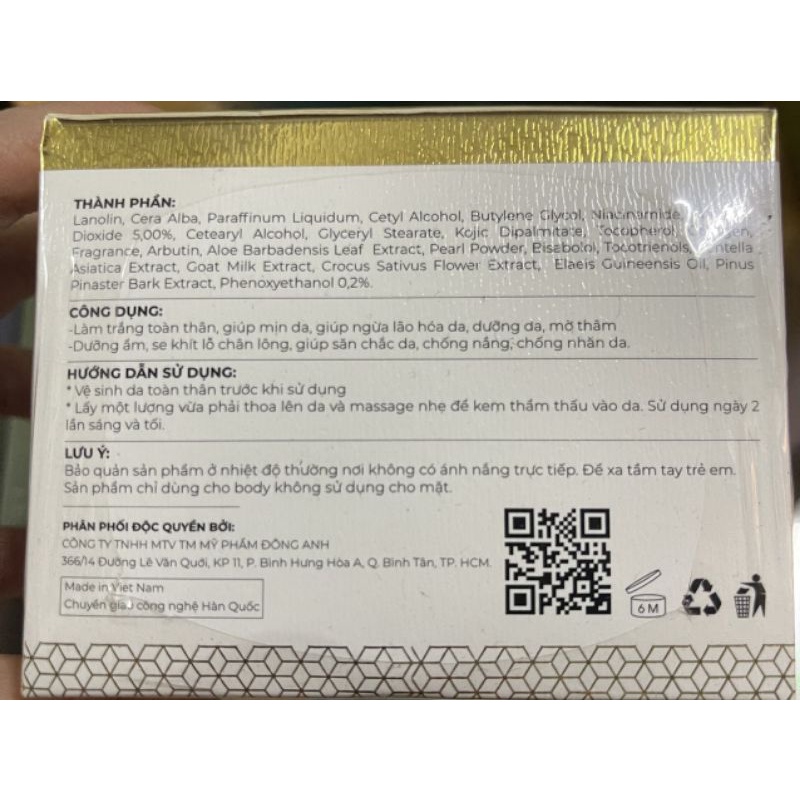 THÀNH PHẦN:
Lanolin, Cera Alba, Paraffinum Liquidum, Cetyl Alcohol, Butylene Glycol, Niacinamide,
Dioxide 5,00%, Cetearyl Alcohol, Glyceryl Stearate, Kojic Dipalmitate, Tocopherol,
Fragrance, Arbutin, Aloe Barbadensis Leaf Extract, Pearl Powder, Bisabolol, Tocotrienols,
Asiatica Extract, Goat Milk Extract, Crocus Sativus Flower Extract, Elaeis Guineensis Oil, Pinus
Pinaster Bark Extract, Phenoxyethanol 0,2%.
CÔNG DỤNG:
-Làm trắng toàn thân, giúp mịn da, giúp ngừa lão hóa da, dưỡng da, mờ thâm
-Dưỡng ẩm, se khít lỗ chân lông, giúp săn chắc da, chống nắng, chống nhăn da.
HƯỚNG DẪN SỬ DỤNG:
* Vệ sinh da toàn thân trước khi sử dụng
* Lấy một lượng vừa phải thoa lên da và massage nhẹ để kem thẩm thấu vào da. Sử dụng ngày 2
lần sáng và tối.
LƯU Ý:
Bảo quản sản phẩm ở nhiệt độ thường nơi không có ánh nắng trực tiếp. Để xa tầm tay trẻ em.
Sản phẩm chỉ dùng cho body không sử dụng cho mặt.
PHÂN PHỐI ĐỘC QUYỀN BỞI:
CÔNG TY TNHH MTV TM MỸ PHẨM ĐÔNG ANH
366/14 Đường Lê Văn Quới, KP 11, P. Bình Hưng Hòa A, Q. Bình Tân, TP. HCM.
Made in Viet Nam
Chuyển giao công nghệ Hàn Quốc
6 M